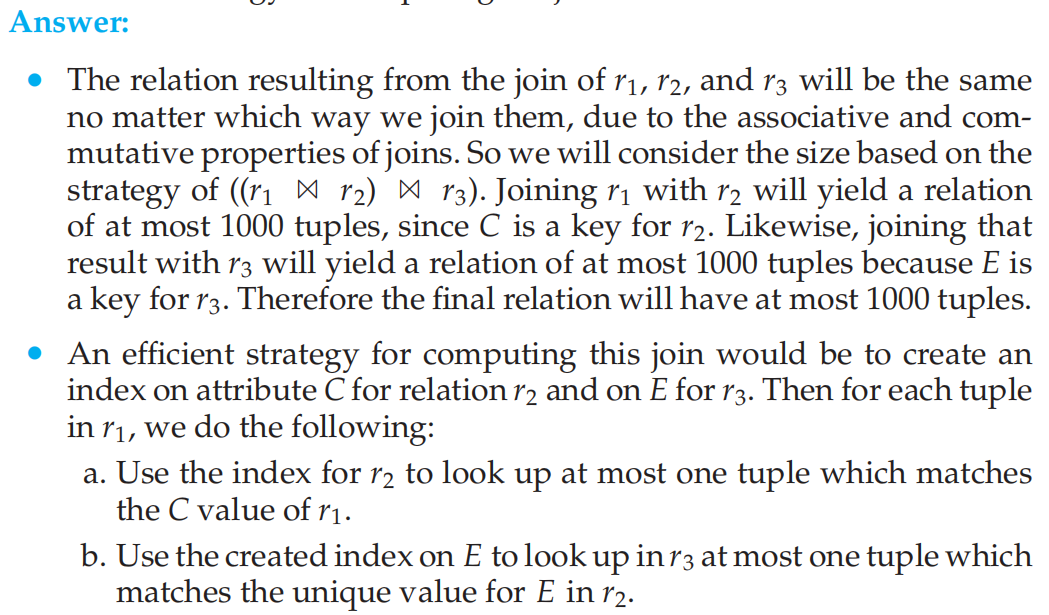 Answer:
• The relation resulting from the join of r1, r2, and r3 will be the same
no matter which way we join them, due to the associative and com-
mutative properties of joins. So we will consider the size based on the
strategy of ((r1 ⋈ r2) ⋈ r3). Joining r1 with r2 will yield a relation
of at most 1000 tuples, since C is a key for r2. Likewise, joining that
result with r3 will yield a relation of at most 1000 tuples because E is
a key for r3. Therefore the final relation will have at most 1000 tuples.
• An efficient strategy for computing this join would be to create an
index on attribute C for relation r2 and on E for r3. Then for each tuple
in r1, we do the following:
a. Use the index for r2 to look up at most one tuple which matches
the C value of r1.
b. Use the created index on E to look up in r3 at most one tuple which
matches the unique value for E in r2.